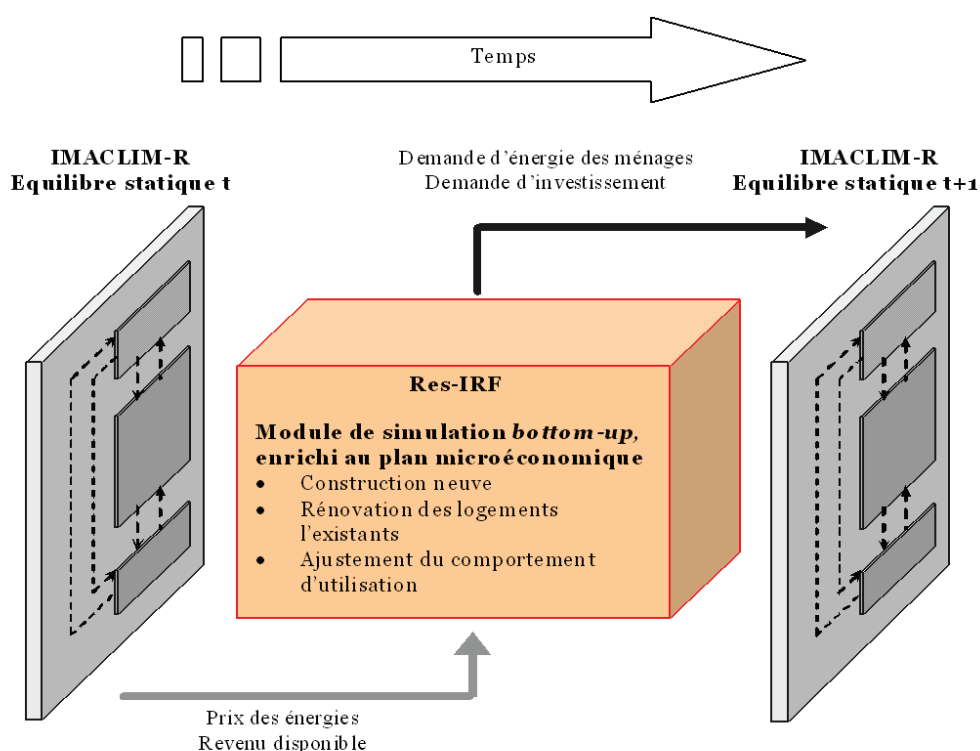 Temps
IMACLIM-R
Equilibre statique t
Demande d'énergie des ménages
Demande d'investissement
IMACLIM-R
Equilibre statique t+1
Res-IRF
Module de simulation bottom-up,
enrichi au plan microéconomique
• Construction neuve
• Rénovation des logements
l'existants
• Ajustement du comportement
d'utilisation
Prix des énergies
Revenu disponible